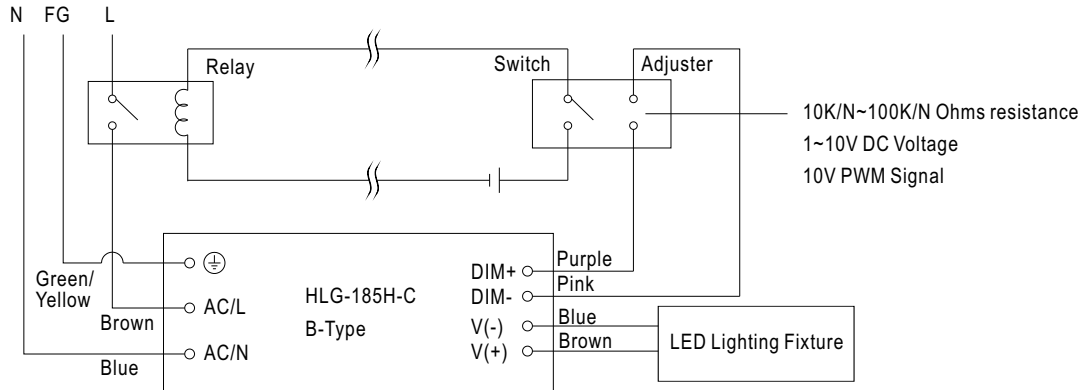 N FG L
Relay
Switch
Adjuster
10K/N~100K/N Ohms resistance
1~10V DC Voltage
10V PWM Signal
Green/
Yellow
Brown
Blue
AC/L
AC/N
HLG-185H-C
B-Type
DIM+
DIM-
V(-)
V(+)
Purple
Pink
Blue
Brown
LED Lighting Fixture